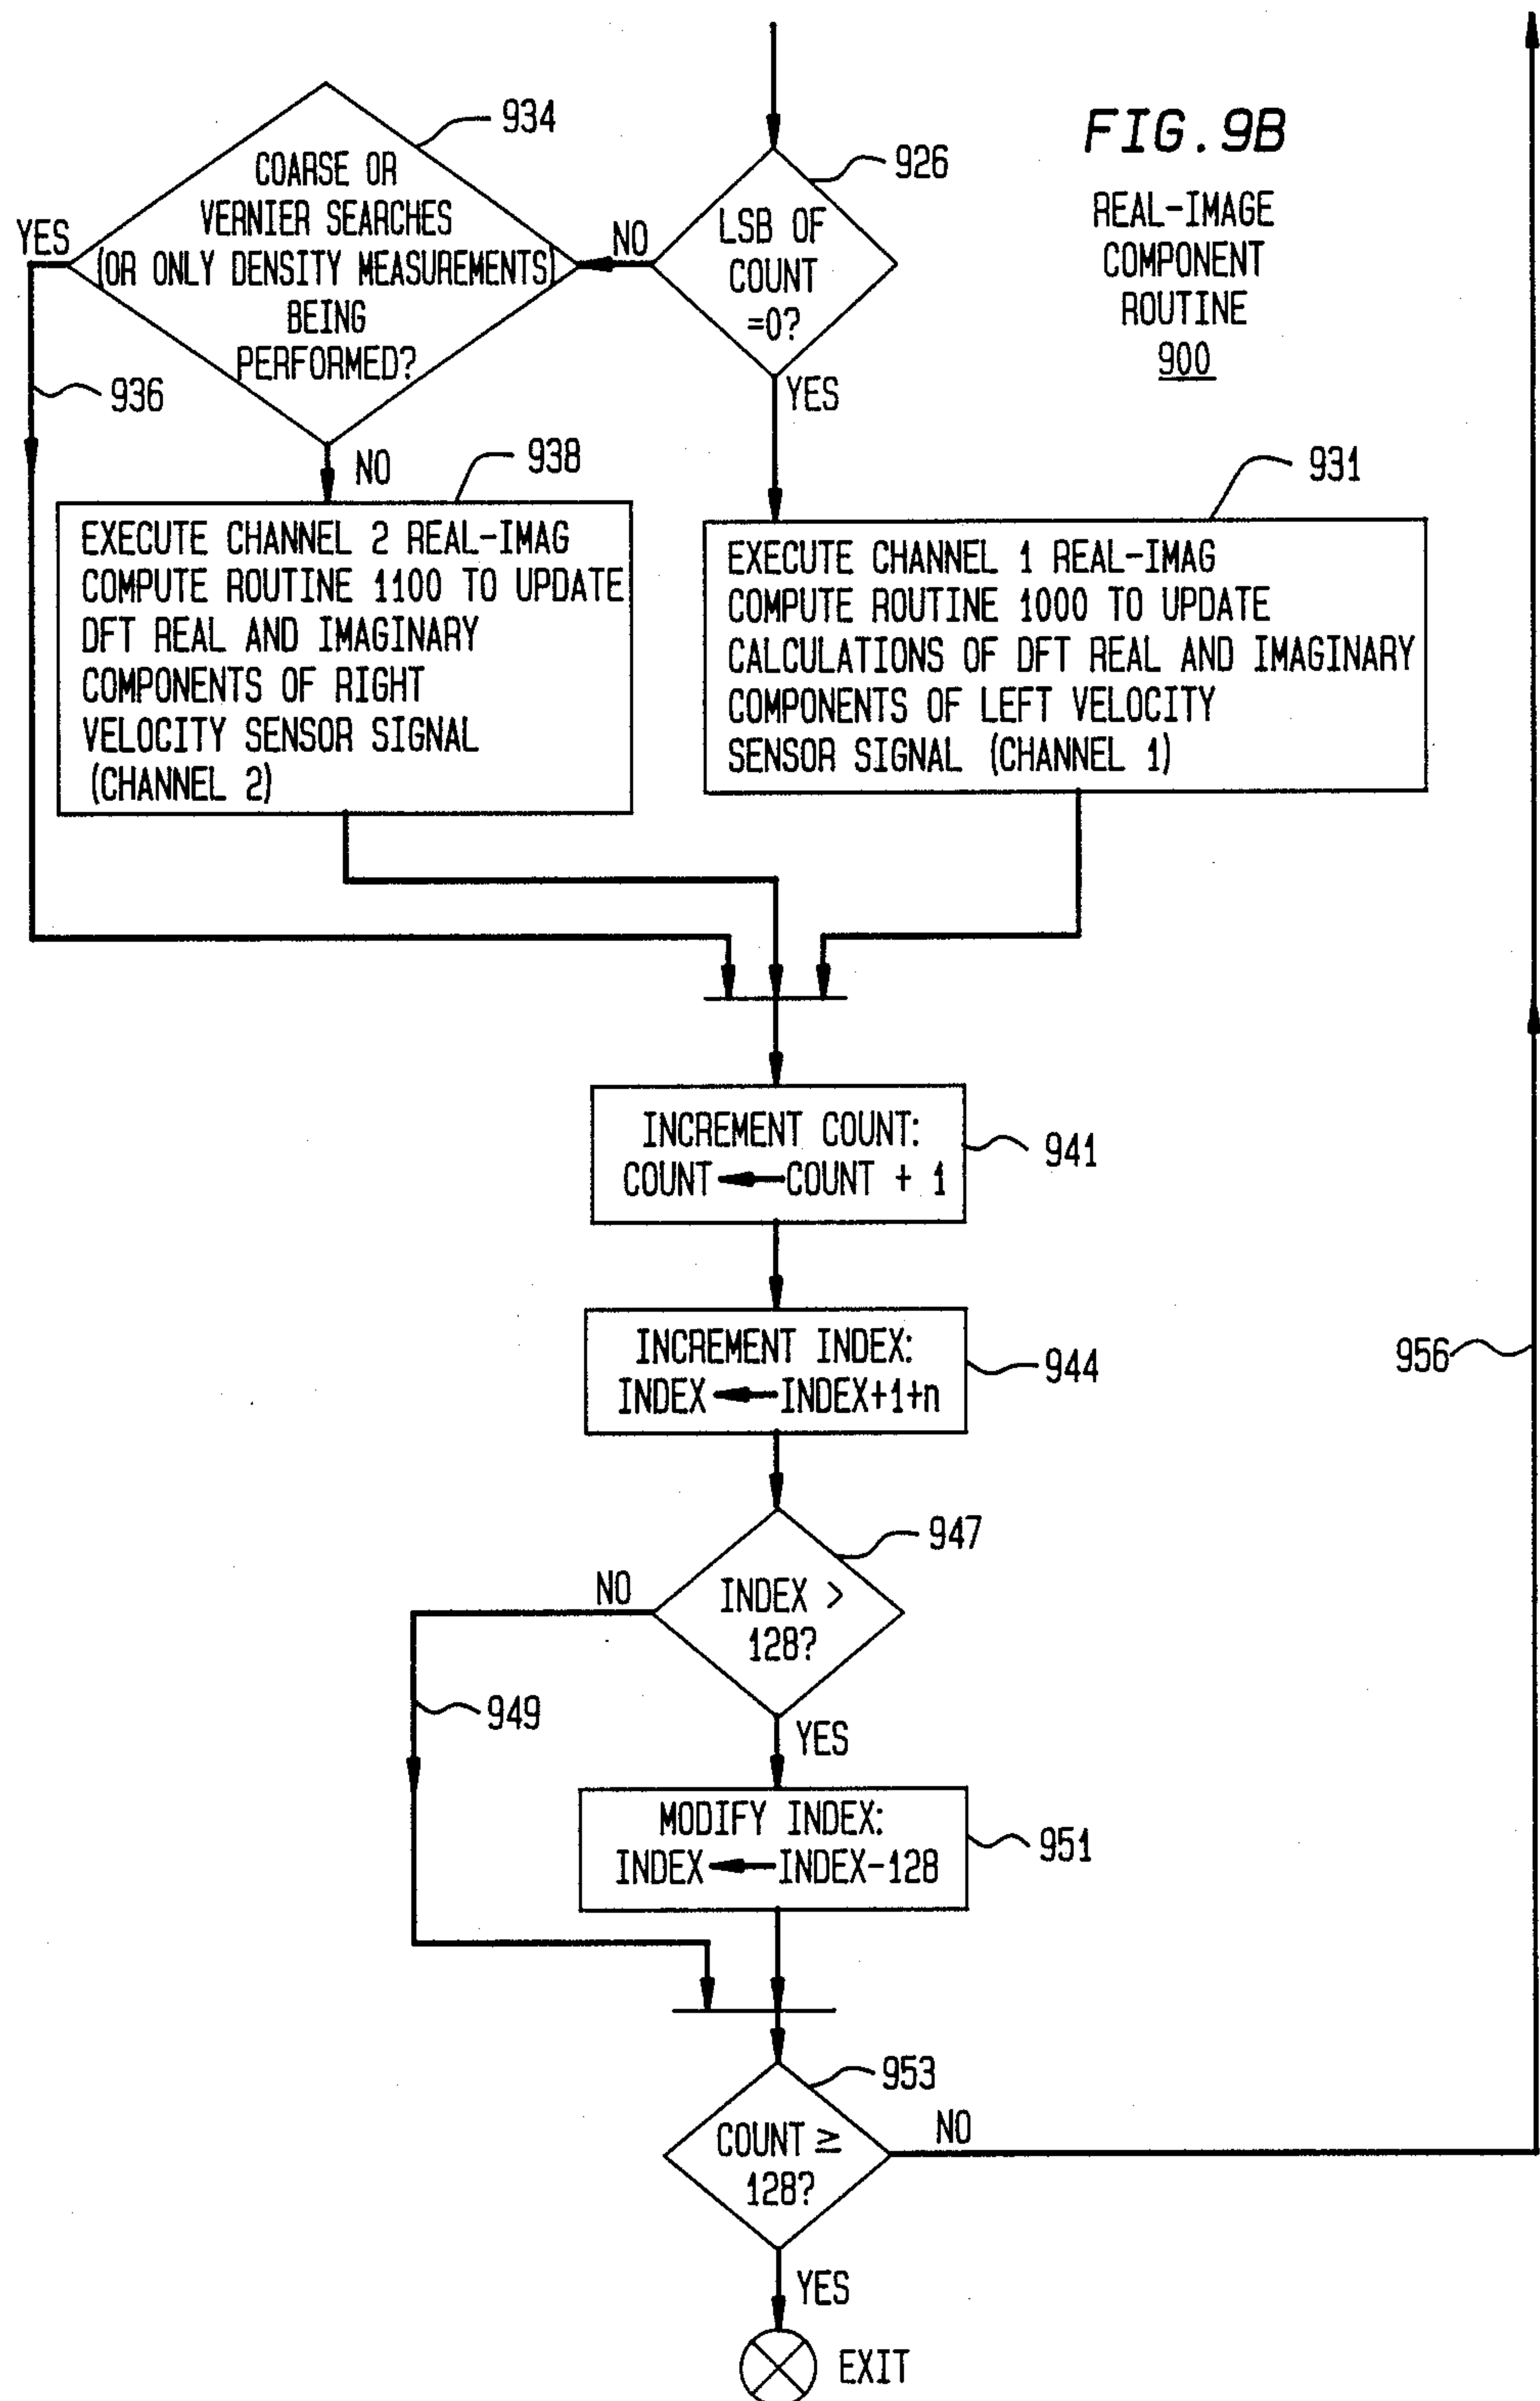 FIG. 9B
REAL-IMAGE
COMPONENT
ROUTINE
900
926
LSB OF
COUNT
=0?
NO
YES
934
COARSE OR
VERNIER SEARCHES
(OR ONLY DENSITY MEASUREMENTS)
BEING
PERFORMED?
YES
936
NO
938
EXECUTE CHANNEL 2 REAL-IMAG
COMPUTE ROUTINE 1100 TO UPDATE
DFT REAL AND IMAGINARY
COMPONENTS OF RIGHT
VELOCITY SENSOR SIGNAL
(CHANNEL 2)
931
EXECUTE CHANNEL 1 REAL-IMAG
COMPUTE ROUTINE 1000 TO UPDATE
CALCULATIONS OF DFT REAL AND IMAGINARY
COMPONENTS OF LEFT VELOCITY
SENSOR SIGNAL (CHANNEL 1)
INCREMENT COUNT:
COUNT ← COUNT + 1
941
INCREMENT INDEX:
INDEX ← INDEX+1+n
944
956
947
INDEX >
128?
NO
949
YES
MODIFY INDEX:
INDEX ← INDEX-128
951
953
COUNT ≥
128?
NO
YES
EXIT